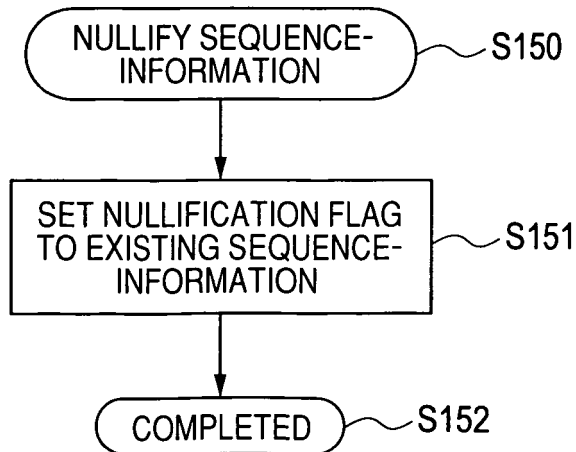 NULLIFY SEQUENCE-
INFORMATION
S150
SET NULLIFICATION FLAG
TO EXISTING SEQUENCE-
INFORMATION
S151
COMPLETED
S152